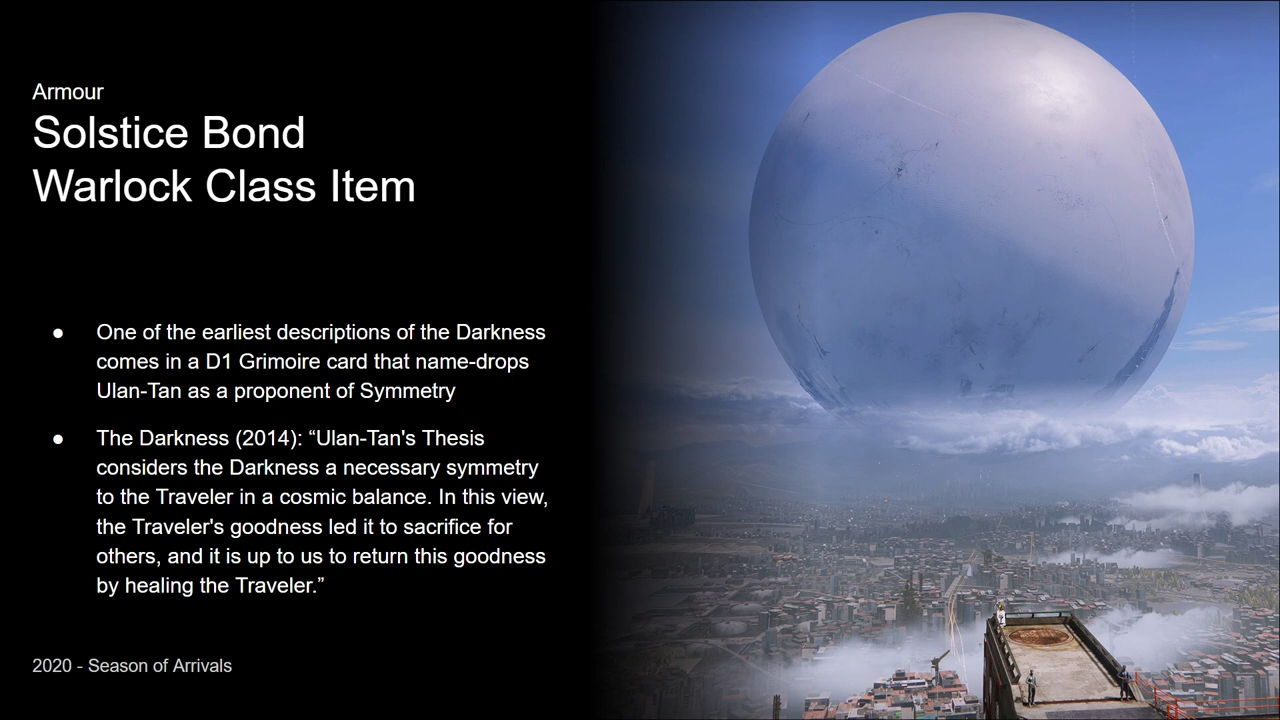 Armour
Solstice Bond
Warlock Class Item
● One of the earliest descriptions of the Darkness
comes in a D1 Grimoire card that name-drops
Ulan-Tan as a proponent of Symmetry
● The Darkness (2014): “Ulan-Tan's Thesis
considers the Darkness a necessary symmetry
to the Traveler in a cosmic balance. In this view,
the Traveler's goodness led it to sacrifice for
others, and it is up to us to return this goodness
by healing the Traveler.”
2020 - Season of Arrivals